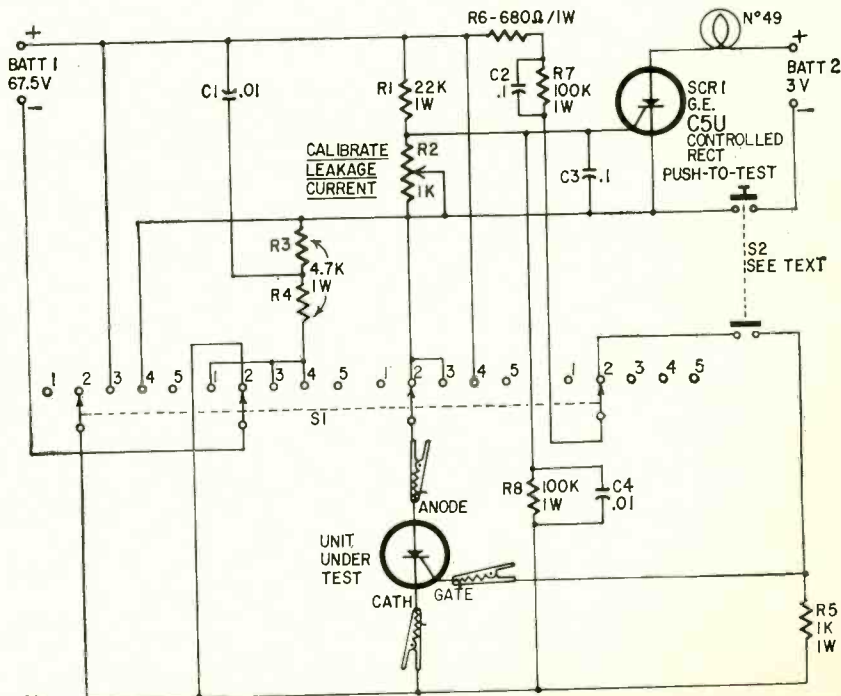 R6-680Ω/1W
Nº49
+
BATT 1
67.5V
-
C1
.01
R1
22K
1W
C2
.1
R7
100K
1W
SCR1
G.E.
C5U
CONTROLLED
RECT
+
BATT 2
3V
-
CALIBRATE
LEAKAGE
CURRENT
R2
1K
C3
.1
PUSH-TO-TEST
R3
4.7K
1W
R4
S2
SEE TEXT
1 2 3 4 5 1 2 3 4 5 1 2 3 4 5 1 2 3 4 5
S1
ANODE
R8
100K
1W
C4
.01
UNIT
UNDER
TEST
CATH
GATE
R5
1K
1W